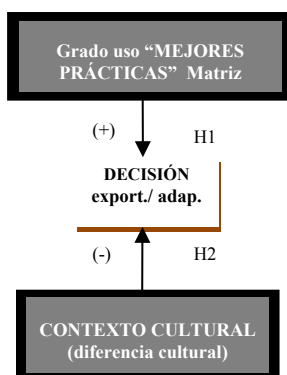 Grado uso “MEJORES
PRÁCTICAS” Matriz
(+)
H1
DECISIÓN
export./ adap.
(-)
H2
CONTEXTO CULTURAL
(diferencia cultural)